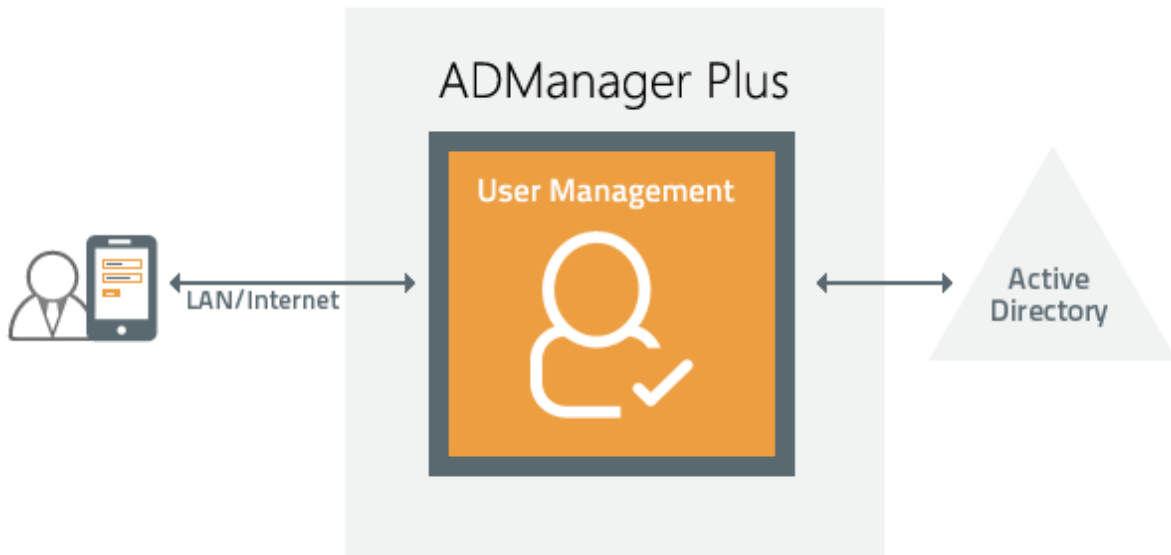 ADManager Plus
User Management
LAN/Internet
Active
Directory